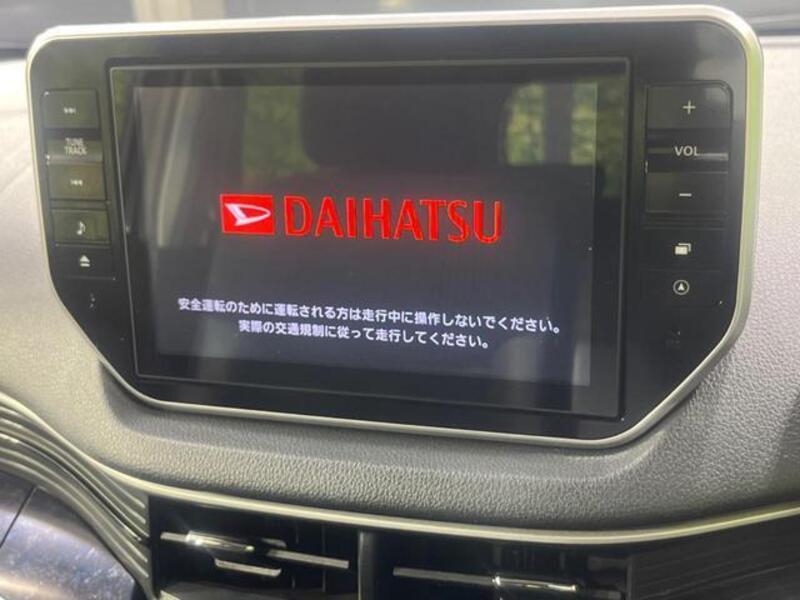 TUNE
TRACK
DAIHATSU
安全運転のために運転される方は走行中に操作しないでください。
実際の交通規制に従って走行してください。
+
VOL
−